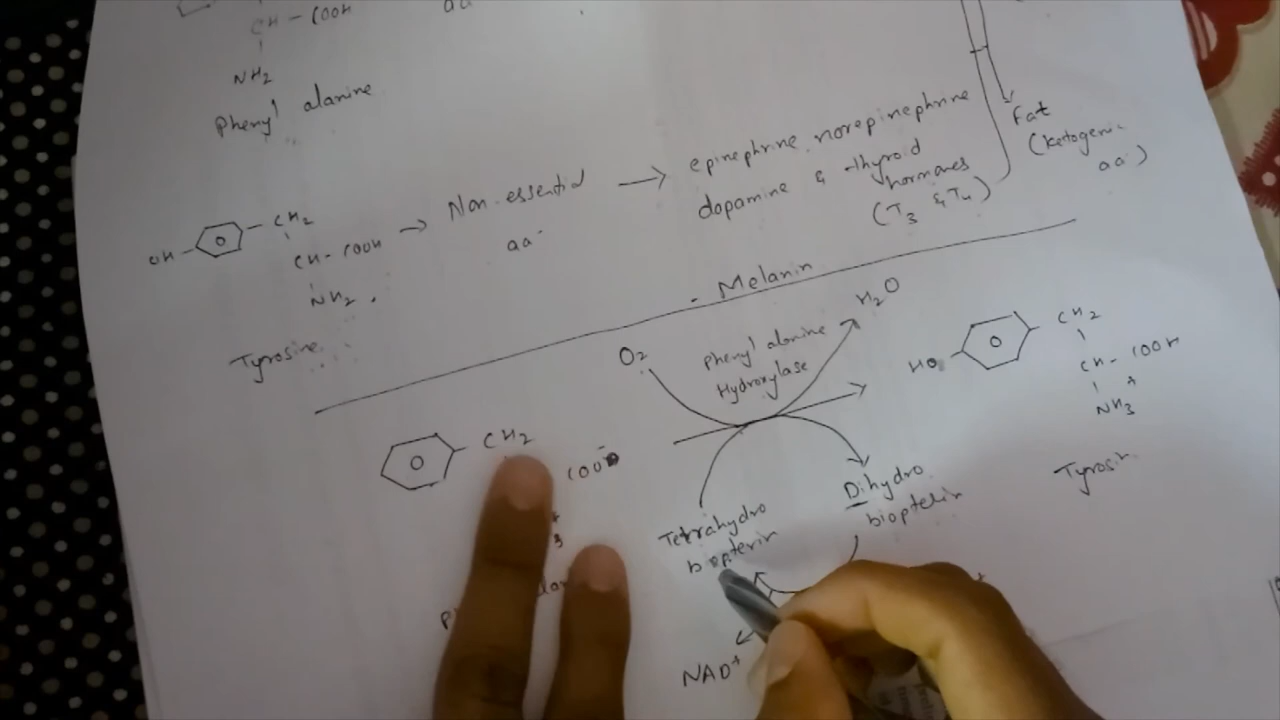 CH - COOH
NH2
Phenyl alanine
OH
CH2
CH - COOH
NH2
Tyrosine
Non essential
aa
epinephrine norepinephrine
dopamine & thyroid
hormones
(T3 & T4)
- Melanin
Fat
(Ketogenic
aa)
O2
Phenyl alanine
Hydroxylase
H2O
CH2
COO-
HO
CH2
CH - COOH
+
NH3
Tyrosin
Tetrahydro
biopterin
Dihydro
biopterin
NAD+